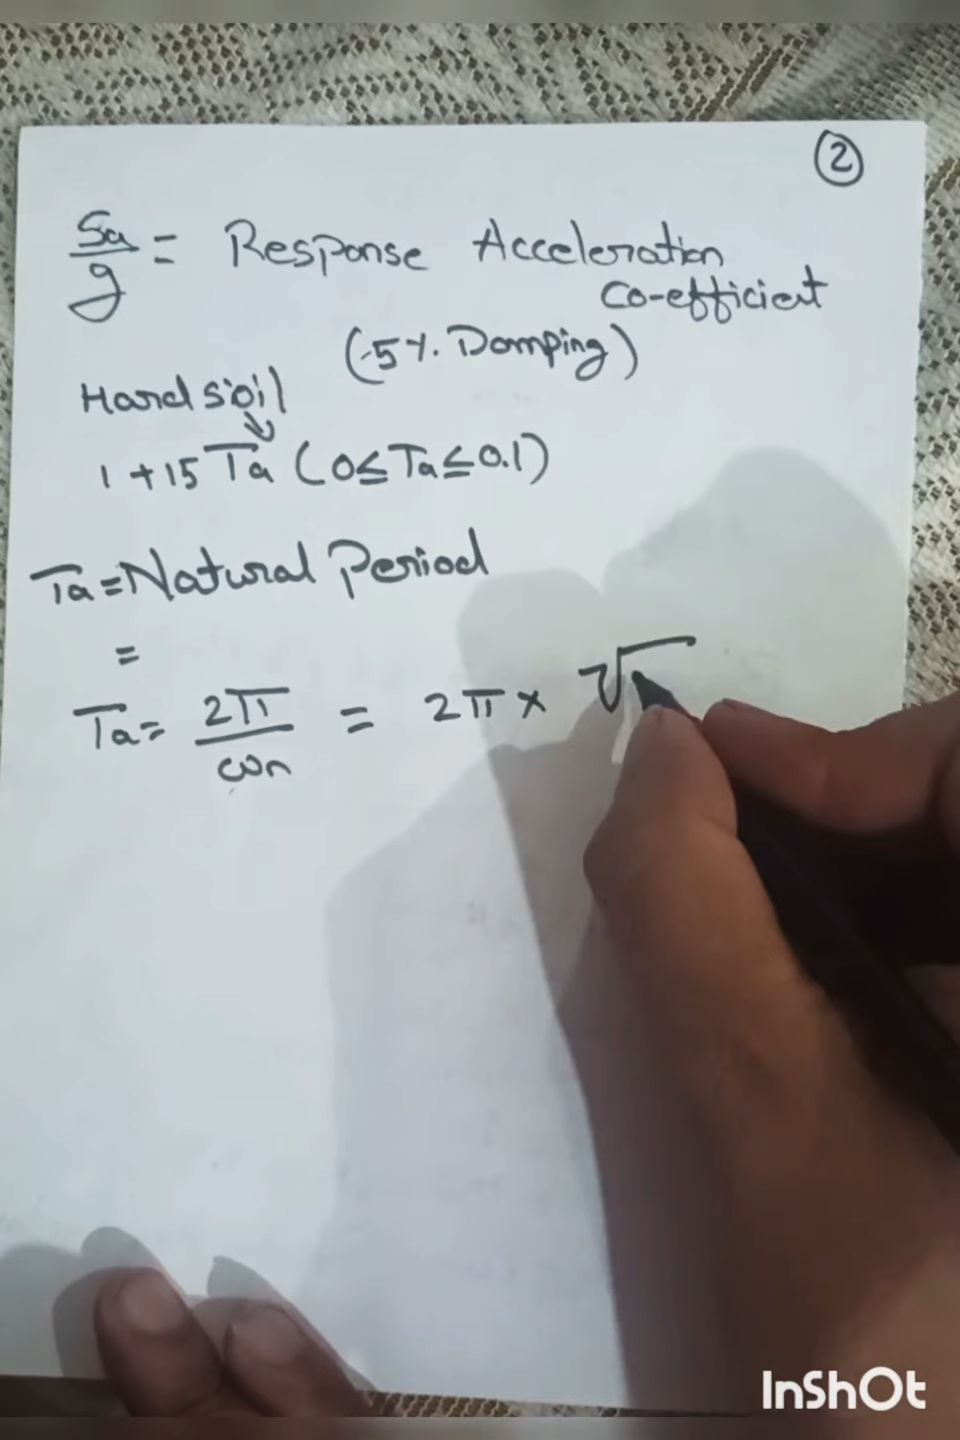 ②
Sa/g = Response Acceleration
Co-efficient
(5%. Damping)
Hard soil
↓
1 + 15 Ta (0≤Ta≤0.1)
Ta = Natural Period
=
Ta = 2π/ωn = 2π × √
InShOt